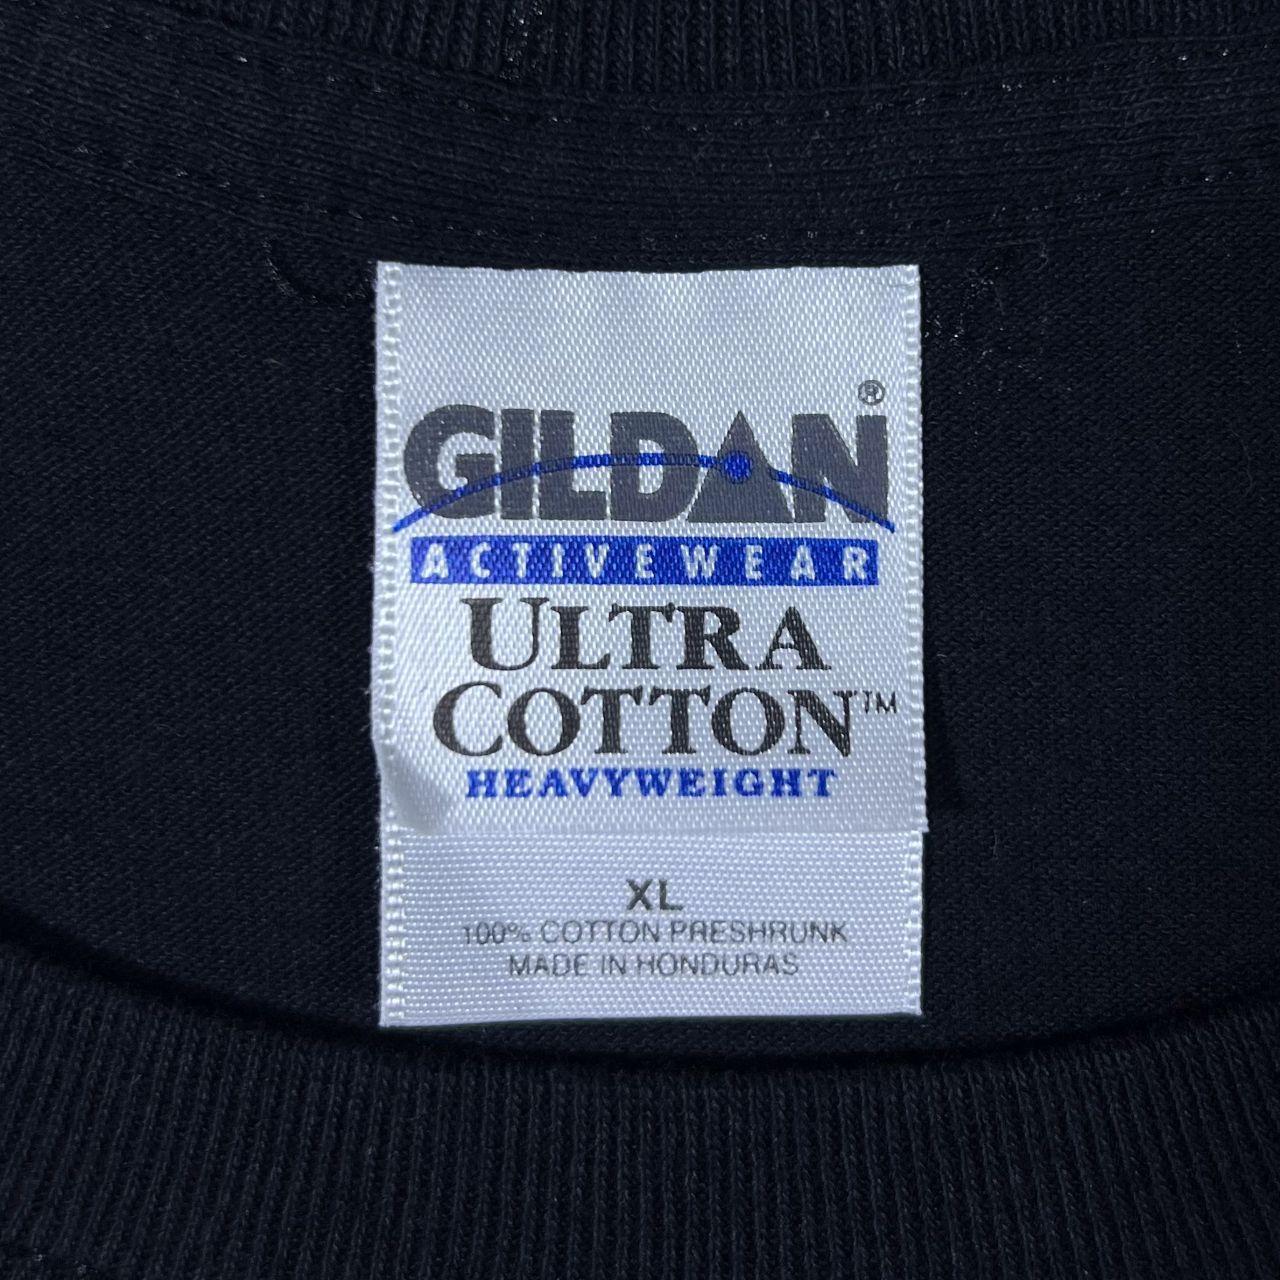 GILDAN®
ACTIVEWEAR
ULTRA
COTTON™
HEAVYWEIGHT
XL
100% COTTON PRESHRUNK
MADE IN HONDURAS